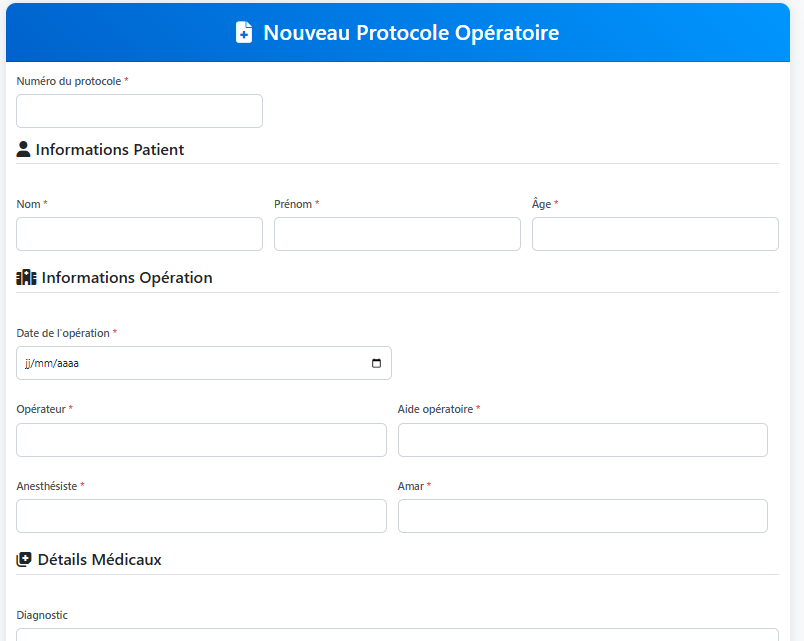 Nouveau Protocole Opératoire
Numéro du protocole *
Informations Patient
Nom * Prénom * Âge *
Informations Opération
Date de l'opération *
jj/mm/aaaa
Opérateur * Aide opératoire *
Anesthésiste * Amar *
Détails Médicaux
Diagnostic